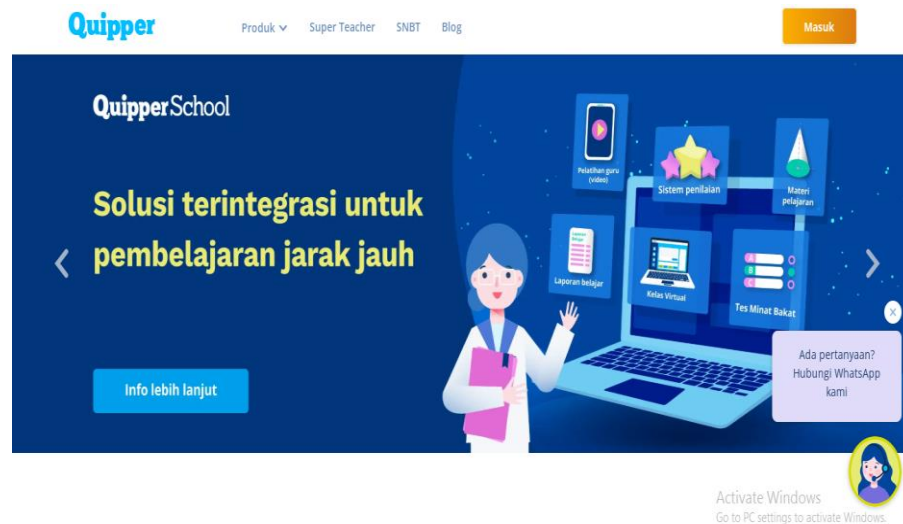 Quipper
Produk
Super Teacher
SNBT
Blog
Masuk
Quipper School
Solusi terintegrasi untuk
pembelajaran jarak jauh
Info lebih lanjut
Pelatihan guru
(video)
Sistem penilaian
Materi
pelajaran
Laporan belajar
Kelas Virtual
A
B
C
Tes Minat Bakat
Ada pertanyaan?
Hubungi WhatsApp
kami
Activate Windows
Go to PC settings to activate Windows.